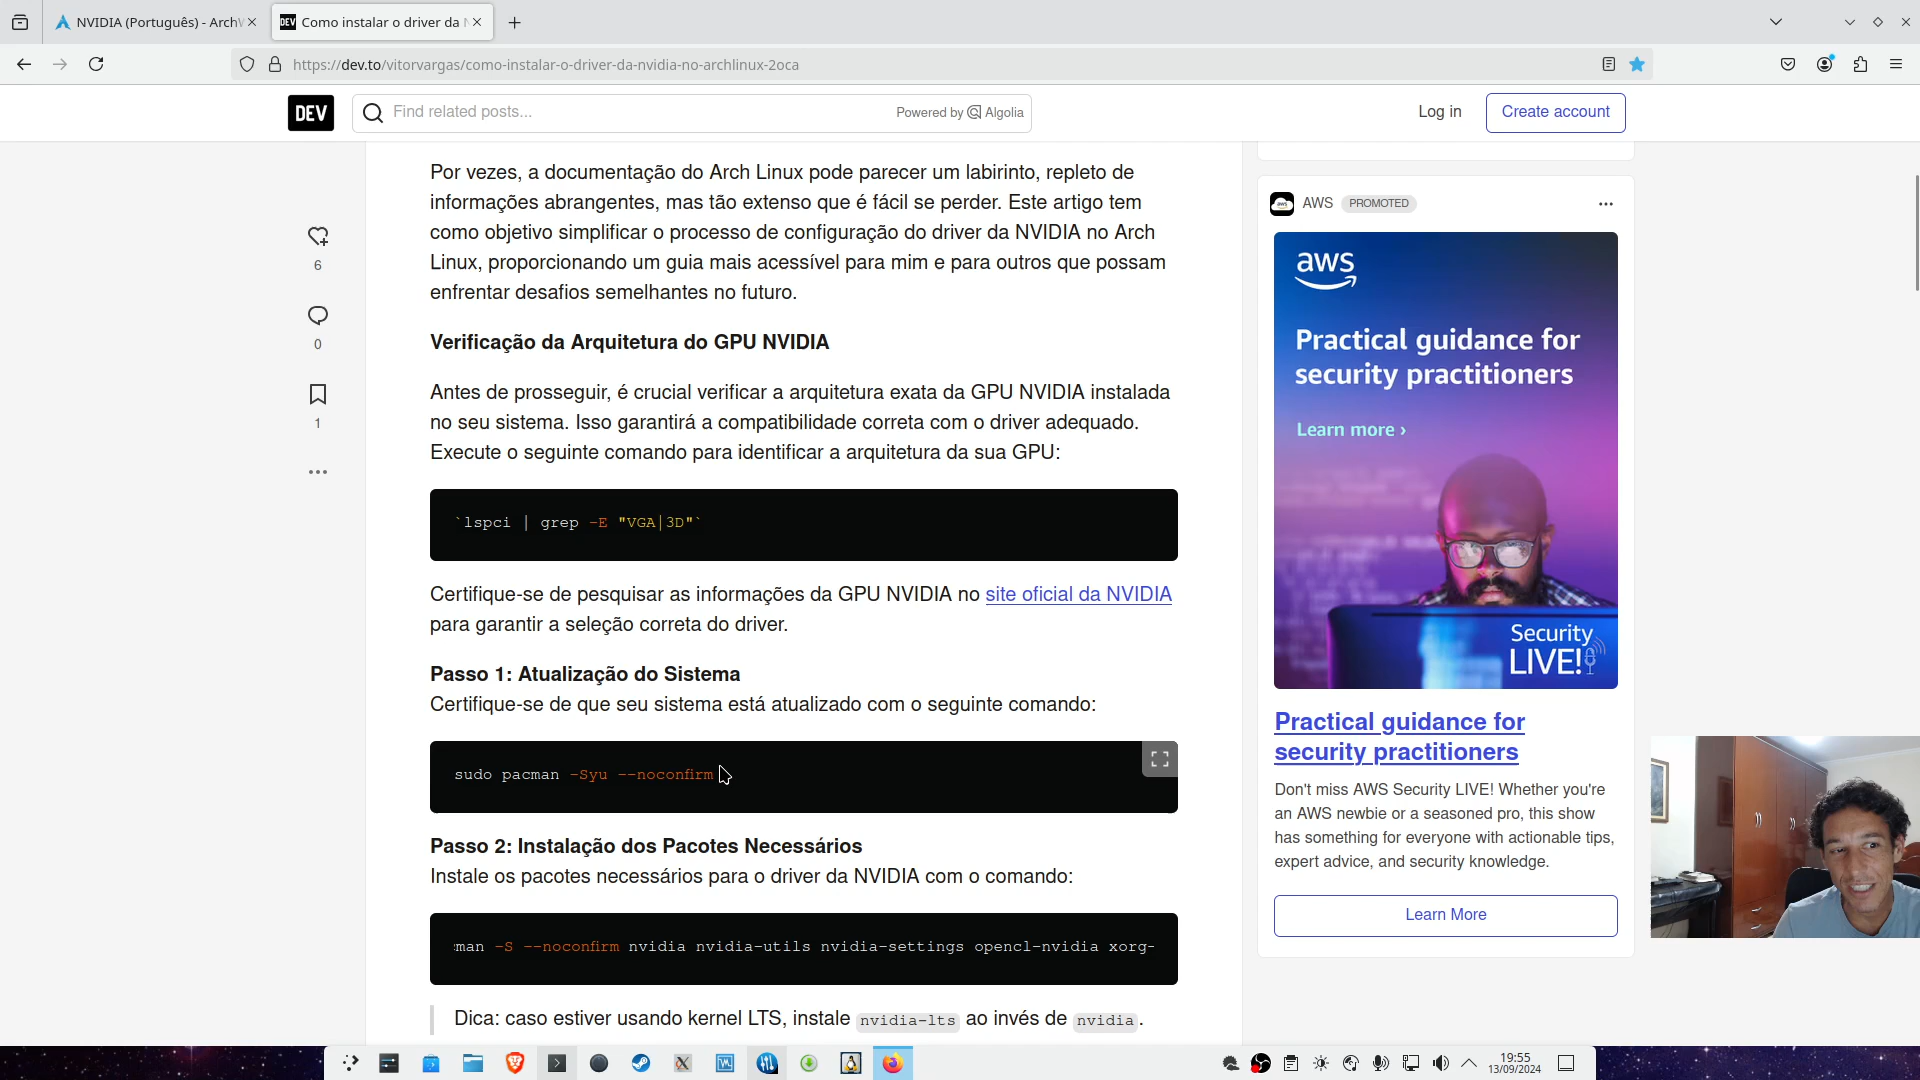 NVIDIA (Português) - ArchW
Como instalar o driver da N
https://dev.to/vitorvargas/como-instalar-o-driver-da-nvidia-no-archlinux-2oca
DEV
Find related posts...
Powered by Algolia
Log in
Create account
Por vezes, a documentação do Arch Linux pode parecer um labirinto, repleto de
informações abrangentes, mas tão extenso que é fácil se perder. Este artigo tem
como objetivo simplificar o processo de configuração do driver da NVIDIA no Arch
Linux, proporcionando um guia mais acessível para mim e para outros que possam
enfrentar desafios semelhantes no futuro.
6
0
1
Verificação da Arquitetura do GPU NVIDIA
Antes de prosseguir, é crucial verificar a arquitetura exata da GPU NVIDIA instalada
no seu sistema. Isso garantirá a compatibilidade correta com o driver adequado.
Execute o seguinte comando para identificar a arquitetura da sua GPU:
`lspci | grep -E "VGA|3D"`
Certifique-se de pesquisar as informações da GPU NVIDIA no site oficial da NVIDIA
para garantir a seleção correta do driver.
Passo 1: Atualização do Sistema
Certifique-se de que seu sistema está atualizado com o seguinte comando:
sudo pacman -Syu --noconfirm
Passo 2: Instalação dos Pacotes Necessários
Instale os pacotes necessários para o driver da NVIDIA com o comando:
man -S --noconfirm nvidia nvidia-utils nvidia-settings opencl-nvidia xorg-
Dica: caso estiver usando kernel LTS, instale nvidia-lts ao invés de nvidia.
AWS PROMOTED
aws
Practical guidance for
security practitioners
Learn more ›
Security
LIVE!
Practical guidance for
security practitioners
Don't miss AWS Security LIVE! Whether you're
an AWS newbie or a seasoned pro, this show
has something for everyone with actionable tips,
expert advice, and security knowledge.
Learn More
19:55
13/09/2024